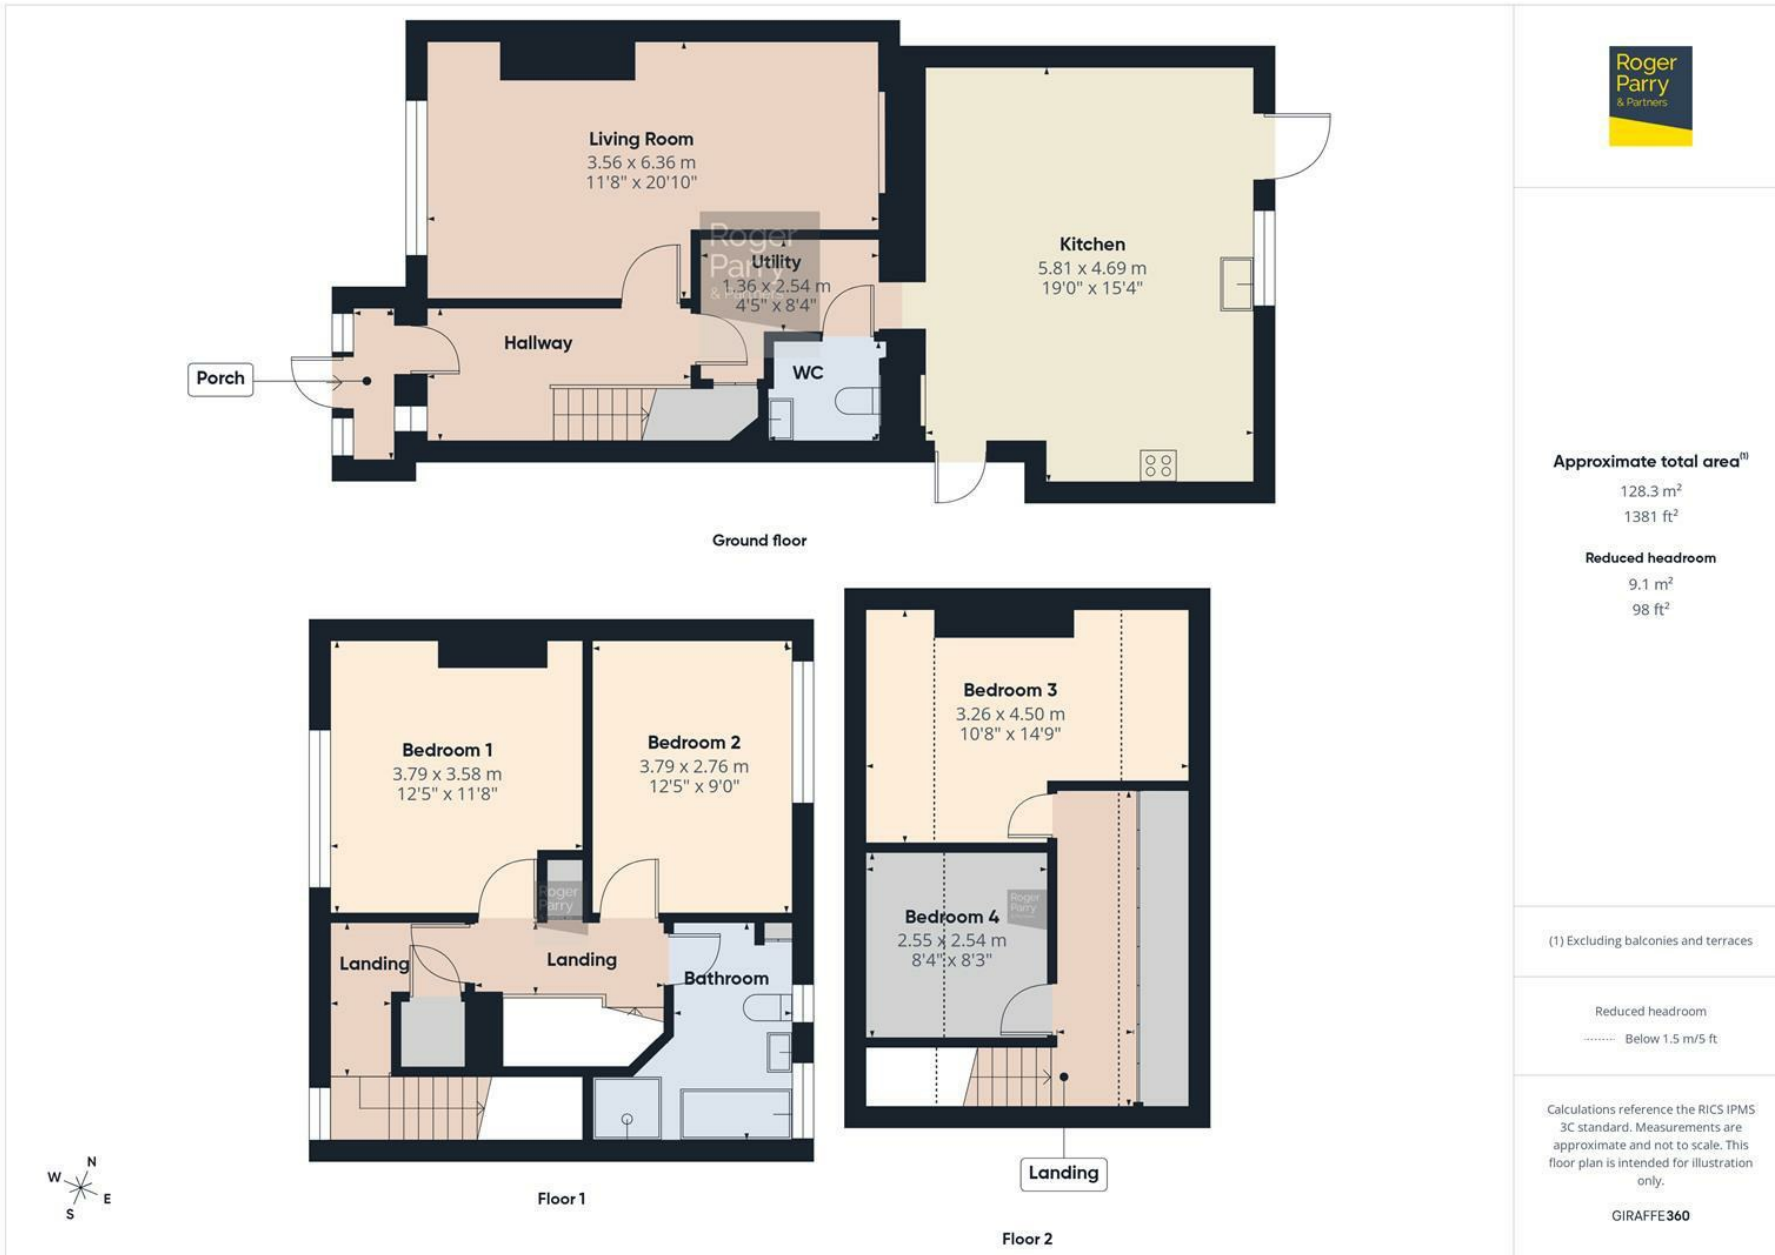 Living Room
3.56 x 6.36 m
11'8" x 20'10"
Roger
Parry
& Partners
Utility
1.36 x 2.54 m
4'5" x 8'4"
Kitchen
5.81 x 4.69 m
19'0" x 15'4"
Hallway
Porch
WC
Ground floor
Bedroom 1
3.79 x 3.58 m
12'5" x 11'8"
Bedroom 2
3.79 x 2.76 m
12'5" x 9'0"
Roger
Parry
Landing
Landing
Bathroom
Floor 1
Bedroom 3
3.26 x 4.50 m
10'8" x 14'9"
Bedroom 4
2.55 x 2.54 m
8'4" x 8'3"
Roger
Parry
Landing
Floor 2
N
W
E
S
Roger
Parry
& Partners
Approximate total area(1)
128.3 m²
1381 ft²
Reduced headroom
9.1 m²
98 ft²
(1) Excluding balconies and terraces
Reduced headroom
Below 1.5 m/5 ft
Calculations reference the RICS IPMS
3C standard. Measurements are
approximate and not to scale. This
floor plan is intended for illustration
only.
GIRAFFE360